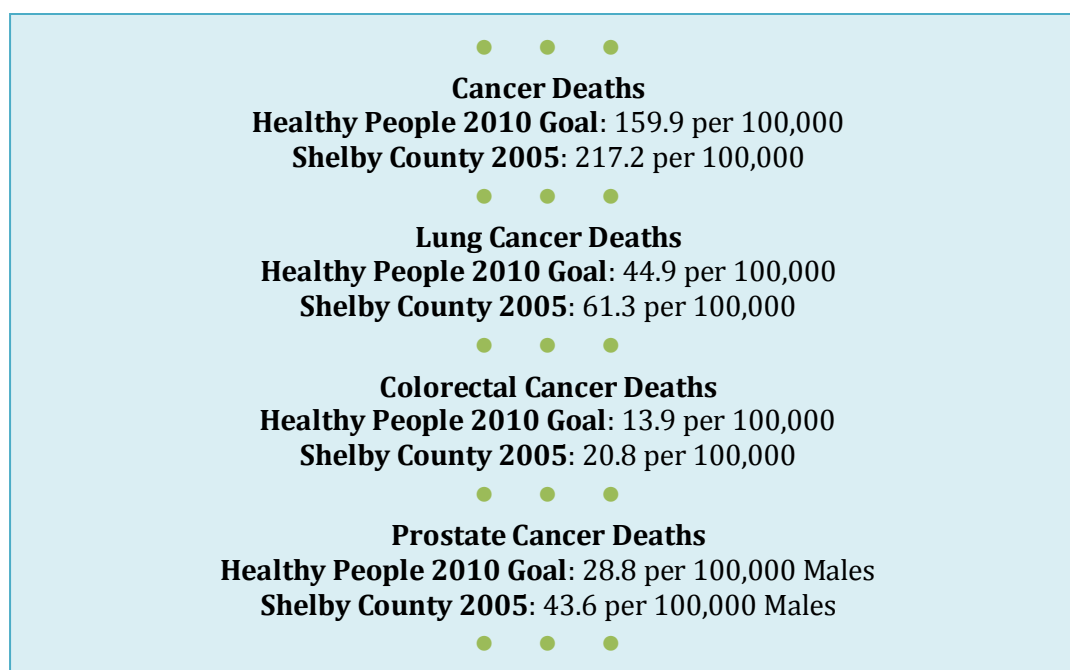 Cancer Deaths
Healthy People 2010 Goal: 159.9 per 100,000
Shelby County 2005: 217.2 per 100,000
Lung Cancer Deaths
Healthy People 2010 Goal: 44.9 per 100,000
Shelby County 2005: 61.3 per 100,000
Colorectal Cancer Deaths
Healthy People 2010 Goal: 13.9 per 100,000
Shelby County 2005: 20.8 per 100,000
Prostate Cancer Deaths
Healthy People 2010 Goal: 28.8 per 100,000 Males
Shelby County 2005: 43.6 per 100,000 Males